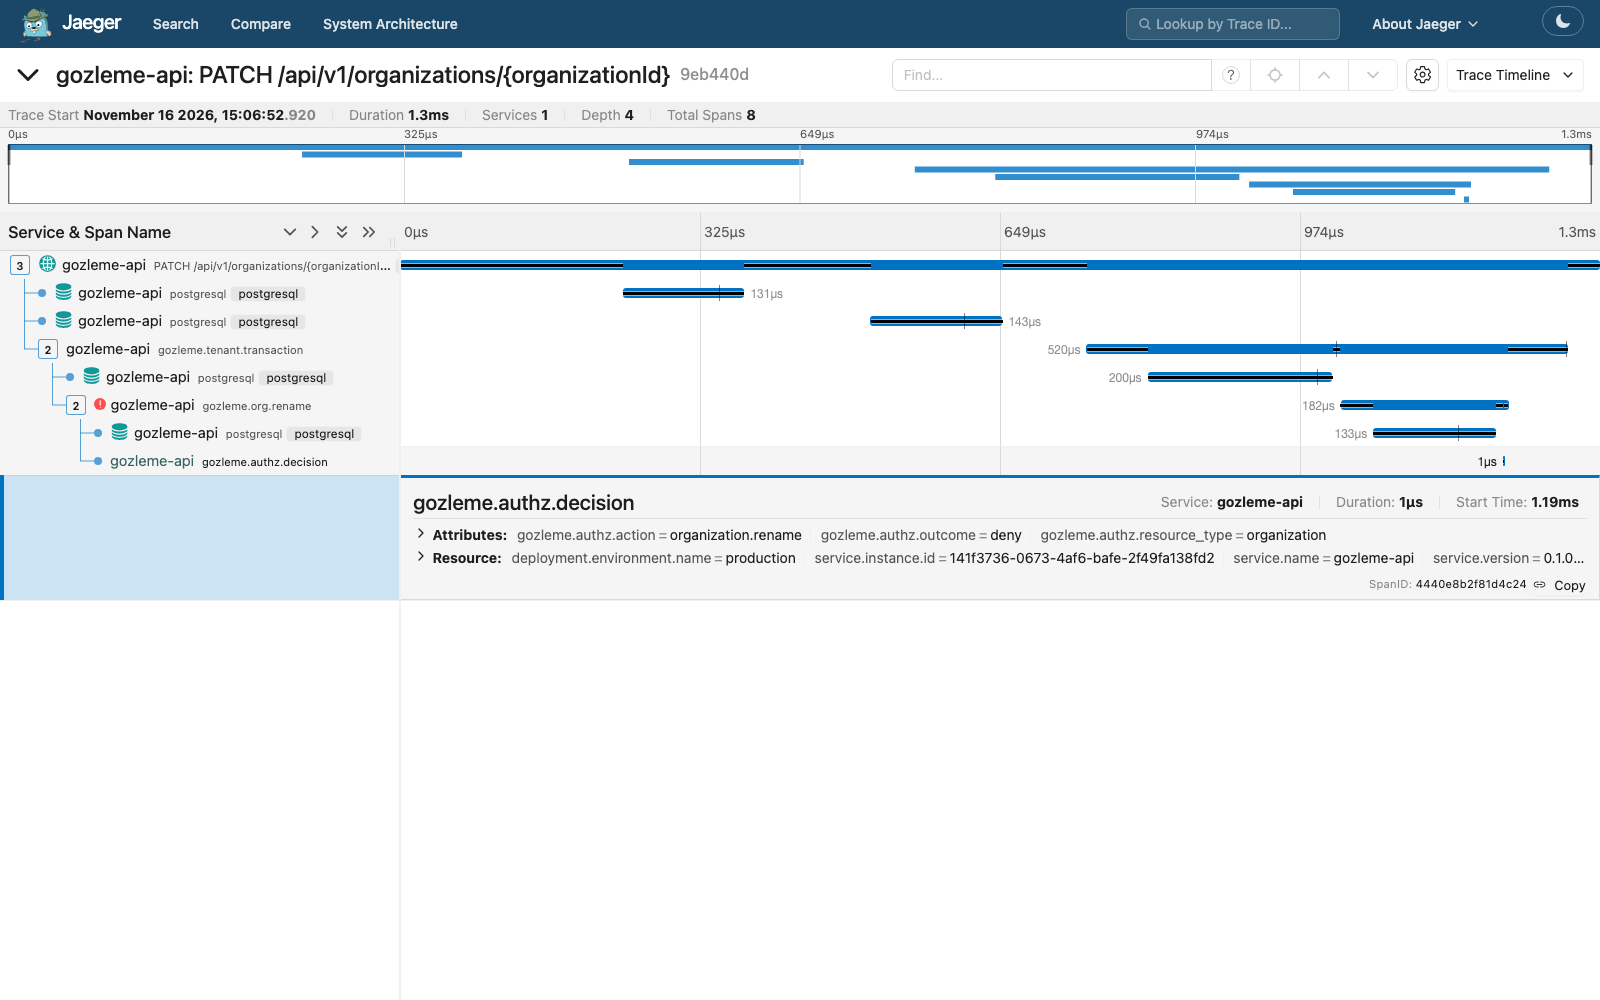 Jaeger Search Compare System Architecture Lookup by Trace ID... About Jaeger
gozleme-api: PATCH /api/v1/organizations/{organizationId} 9eb440d Find... ? Trace Timeline
Trace Start November 16 2026, 15:06:52.920 Duration 1.3ms Services 1 Depth 4 Total Spans 8
0μs 325μs 649μs 974μs 1.3ms
Service & Span Name 0μs 325μs 649μs 974μs 1.3ms
3 gozleme-api PATCH /api/v1/organizations/{organizationI...
gozleme-api postgresql postgresql 131μs
gozleme-api postgresql postgresql 143μs
2 gozleme-api gozleme.tenant.transaction 520μs
gozleme-api postgresql postgresql 200μs
2 gozleme-api gozleme.org.rename 182μs
gozleme-api postgresql postgresql 133μs
gozleme-api gozleme.authz.decision 1μs
gozleme.authz.decision Service: gozleme-api Duration: 1μs Start Time: 1.19ms
Attributes: gozleme.authz.action = organization.rename gozleme.authz.outcome = deny gozleme.authz.resource_type = organization
Resource: deployment.environment.name = production service.instance.id = 141f3736-0673-4af6-bafe-2f49fa138fd2 service.name = gozleme-api service.version = 0.1.0...
SpanID: 4440e8b2f81d4c24 Copy